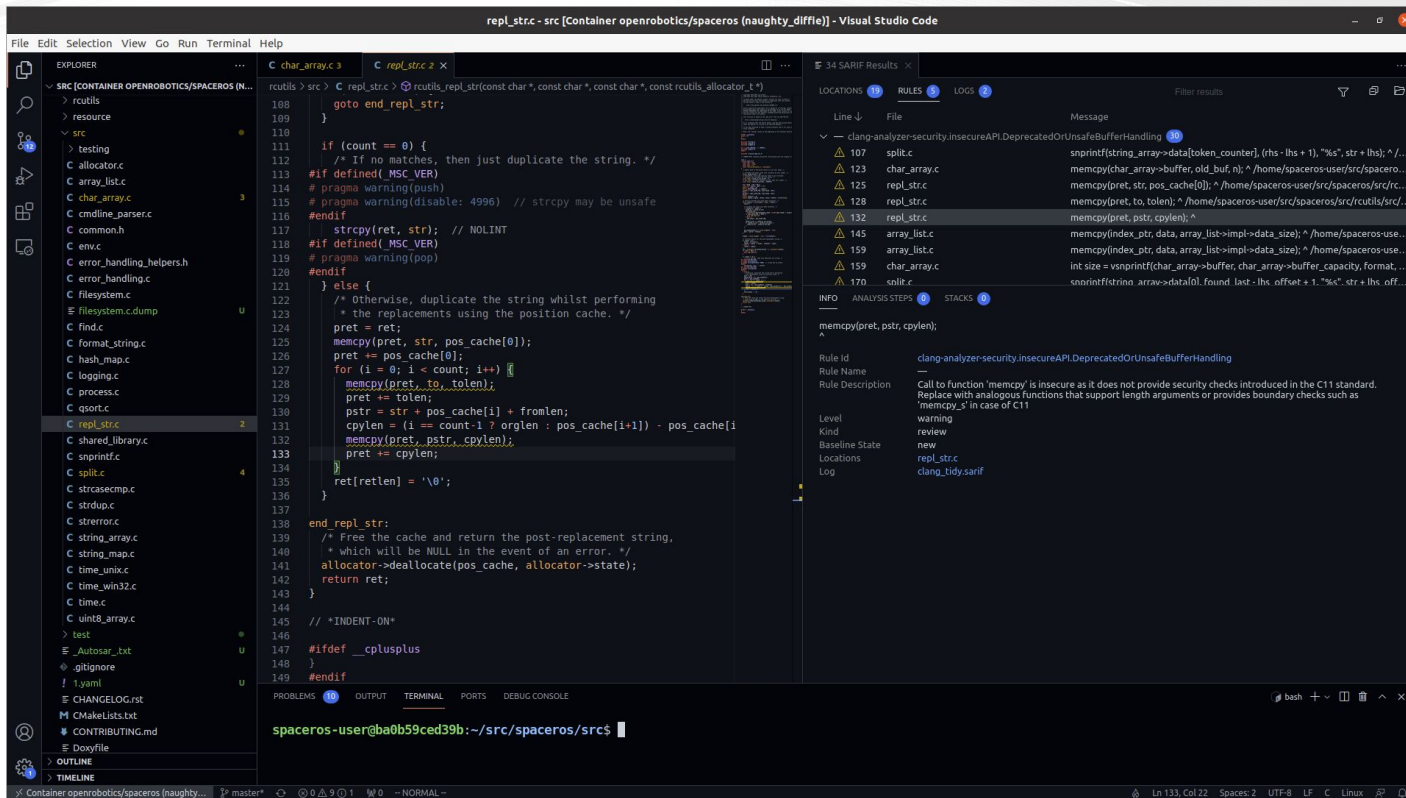 repl_str.c - src [Container openrobotics/spaceros (naughty_diffie)] - Visual Studio Code
File Edit Selection View Go Run Terminal Help
EXPLORER
SRC [CONTAINER OPENROBOTICS/SPACEROS (N...
> rcutils
> resource
src
> testing
C allocator.c
C array_list.c
C char_array.c 3
C cmdline_parser.c
C common.h
C env.c
C error_handling_helpers.h
C error_handling.c
C filesystem.c
filesystem.c.dump U
C find.c
C format_string.c
C hash_map.c
C logging.c
C process.c
C qsort.c
C repl_str.c 2
C shared_library.c
C snprintf.c
C split.c 4
C strcasecmp.c
C strdup.c
C strerror.c
C string_array.c
C string_map.c
C time_unix.c
C time_win32.c
C time.c
C uint8_array.c
> test
_Autosar_.txt U
.gitignore
! 1.yaml U
CHANGELOG.rst
M CMakeLists.txt
CONTRIBUTING.md
Doxyfile
> OUTLINE
> TIMELINE
12
1
C char_array.c 3
C repl_str.c 2 ×
rcutils > src > C repl_str.c > rcutils_repl_str(const char *, const char *, const char *, const rcutils_allocator_t *)
108 goto end_repl_str;
109 }
110
111 if (count == 0) {
112 /* If no matches, then just duplicate the string. */
113 #if defined(_MSC_VER)
114 # pragma warning(push)
115 # pragma warning(disable: 4996) // strcpy may be unsafe
116 #endif
117 strcpy(ret, str); // NOLINT
118 #if defined(_MSC_VER)
119 # pragma warning(pop)
120 #endif
121 } else {
122 /* Otherwise, duplicate the string whilst performing
123 * the replacements using the position cache. */
124 pret = ret;
125 memcpy(pret, str, pos_cache[0]);
126 pret += pos_cache[0];
127 for (i = 0; i < count; i++) {
128 memcpy(pret, to, tolen);
129 pret += tolen;
130 pstr = str + pos_cache[i] + fromlen;
131 cpylen = (i == count-1 ? orglen : pos_cache[i+1]) - pos_cache[i
132 memcpy(pret, pstr, cpylen);
133 pret += cpylen;
134 }
135 ret[retlen] = '\0';
136 }
137
138 end_repl_str:
139 /* Free the cache and return the post-replacement string,
140 * which will be NULL in the event of an error. */
141 allocator->deallocate(pos_cache, allocator->state);
142 return ret;
143 }
144
145 // *INDENT-ON*
146
147 #ifdef __cplusplus
148 }
149 #endif
34 SARIF Results ×
LOCATIONS 19 RULES 5 LOGS 2 Filter results
Line ↓ File Message
— clang-analyzer-security.insecureAPI.DeprecatedOrUnsafeBufferHandling 30
107 split.c snprintf(string_array->data[token_counter], (rhs - lhs + 1), "%s", str + lhs); ^ /...
123 char_array.c memcpy(char_array->buffer, old_buf, n); ^ /home/spaceros-user/src/spacero...
125 repl_str.c memcpy(pret, str, pos_cache[0]); ^ /home/spaceros-user/src/spaceros/src/rc...
128 repl_str.c memcpy(pret, to, tolen); ^ /home/spaceros-user/src/spaceros/src/rcutils/src/...
132 repl_str.c memcpy(pret, pstr, cpylen); ^
145 array_list.c memcpy(index_ptr, data, array_list->impl->data_size); ^ /home/spaceros-use...
159 array_list.c memcpy(data, index_ptr, array_list->impl->data_size); ^ /home/spaceros-use...
159 char_array.c int size = vsnprintf(char_array->buffer, char_array->buffer_capacity, format, ...
170 split.c snprintf(string_array->data[0], found_last - lhs_offset + 1, "%s", str + lhs_off...
INFO ANALYSIS STEPS 0 STACKS 0
memcpy(pret, pstr, cpylen);
^
Rule Id clang-analyzer-security.insecureAPI.DeprecatedOrUnsafeBufferHandling
Rule Name —
Rule Description Call to function 'memcpy' is insecure as it does not provide security checks introduced in the C11 standard.
Replace with analogous functions that support length arguments or provides boundary checks such as
'memcpy_s' in case of C11
Level warning
Kind review
Baseline State new
Locations repl_str.c
Log clang_tidy.sarif
PROBLEMS 10 OUTPUT TERMINAL PORTS DEBUG CONSOLE
bash
spaceros-user@ba0b59ced39b:~/src/spaceros/src$
Container openrobotics/spaceros (naughty... master* 0 9 1 0 -- NORMAL -- Ln 133, Col 22 Spaces: 2 UTF-8 LF C Linux